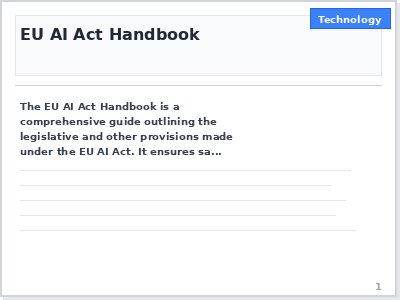 Technology
EU AI Act Handbook
The EU AI Act Handbook is a
comprehensive guide outlining the
legislative and other provisions made
under the EU AI Act. It ensures sa...
1